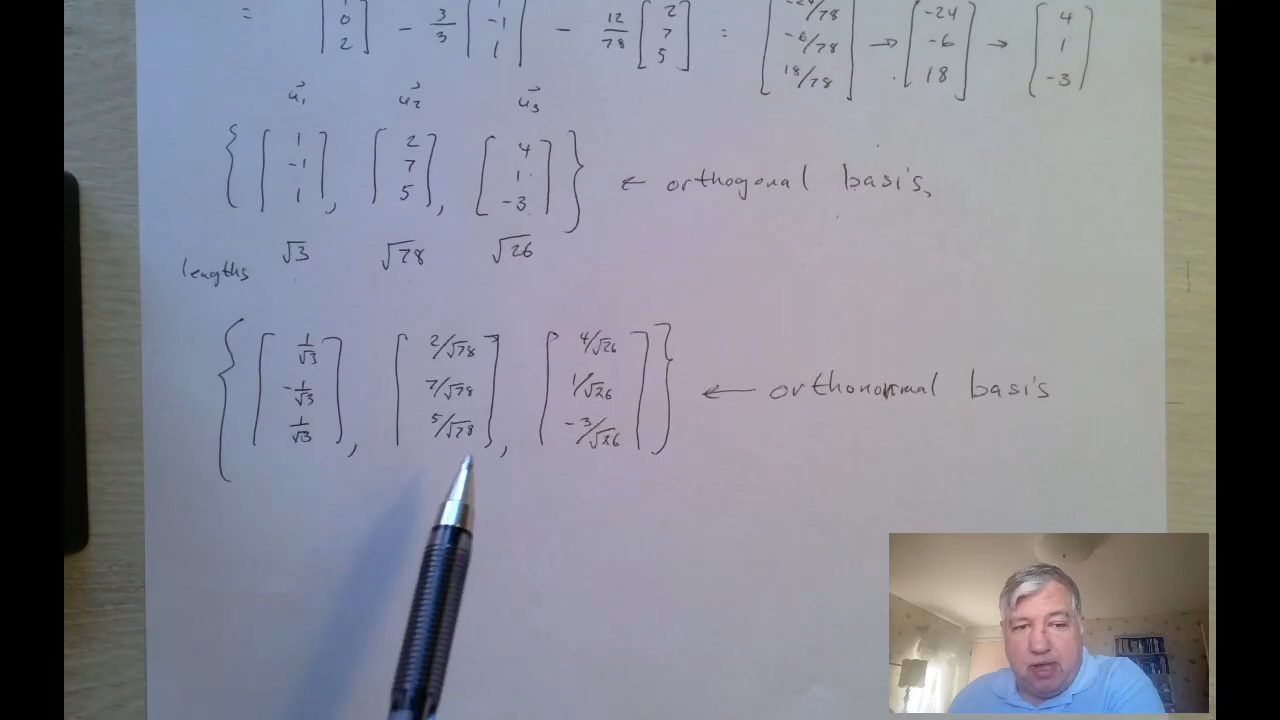 = [1 0 2] − 3/3 [1 −1 1] − 12/78 [2 7 5] = [−24/78 −6/78 18/78] → [−24 −6 18] → [4 1 −3]
u⃗₁ u⃗₂ u⃗₃
{[1 −1 1], [2 7 5], [4 1 −3]} ← orthogonal basis,
lengths √3 √78 √26
{[1/√3 −1/√3 1/√3], [2/√78 7/√78 5/√78], [4/√26 1/√26 −3/√26]} ← orthonormal basis